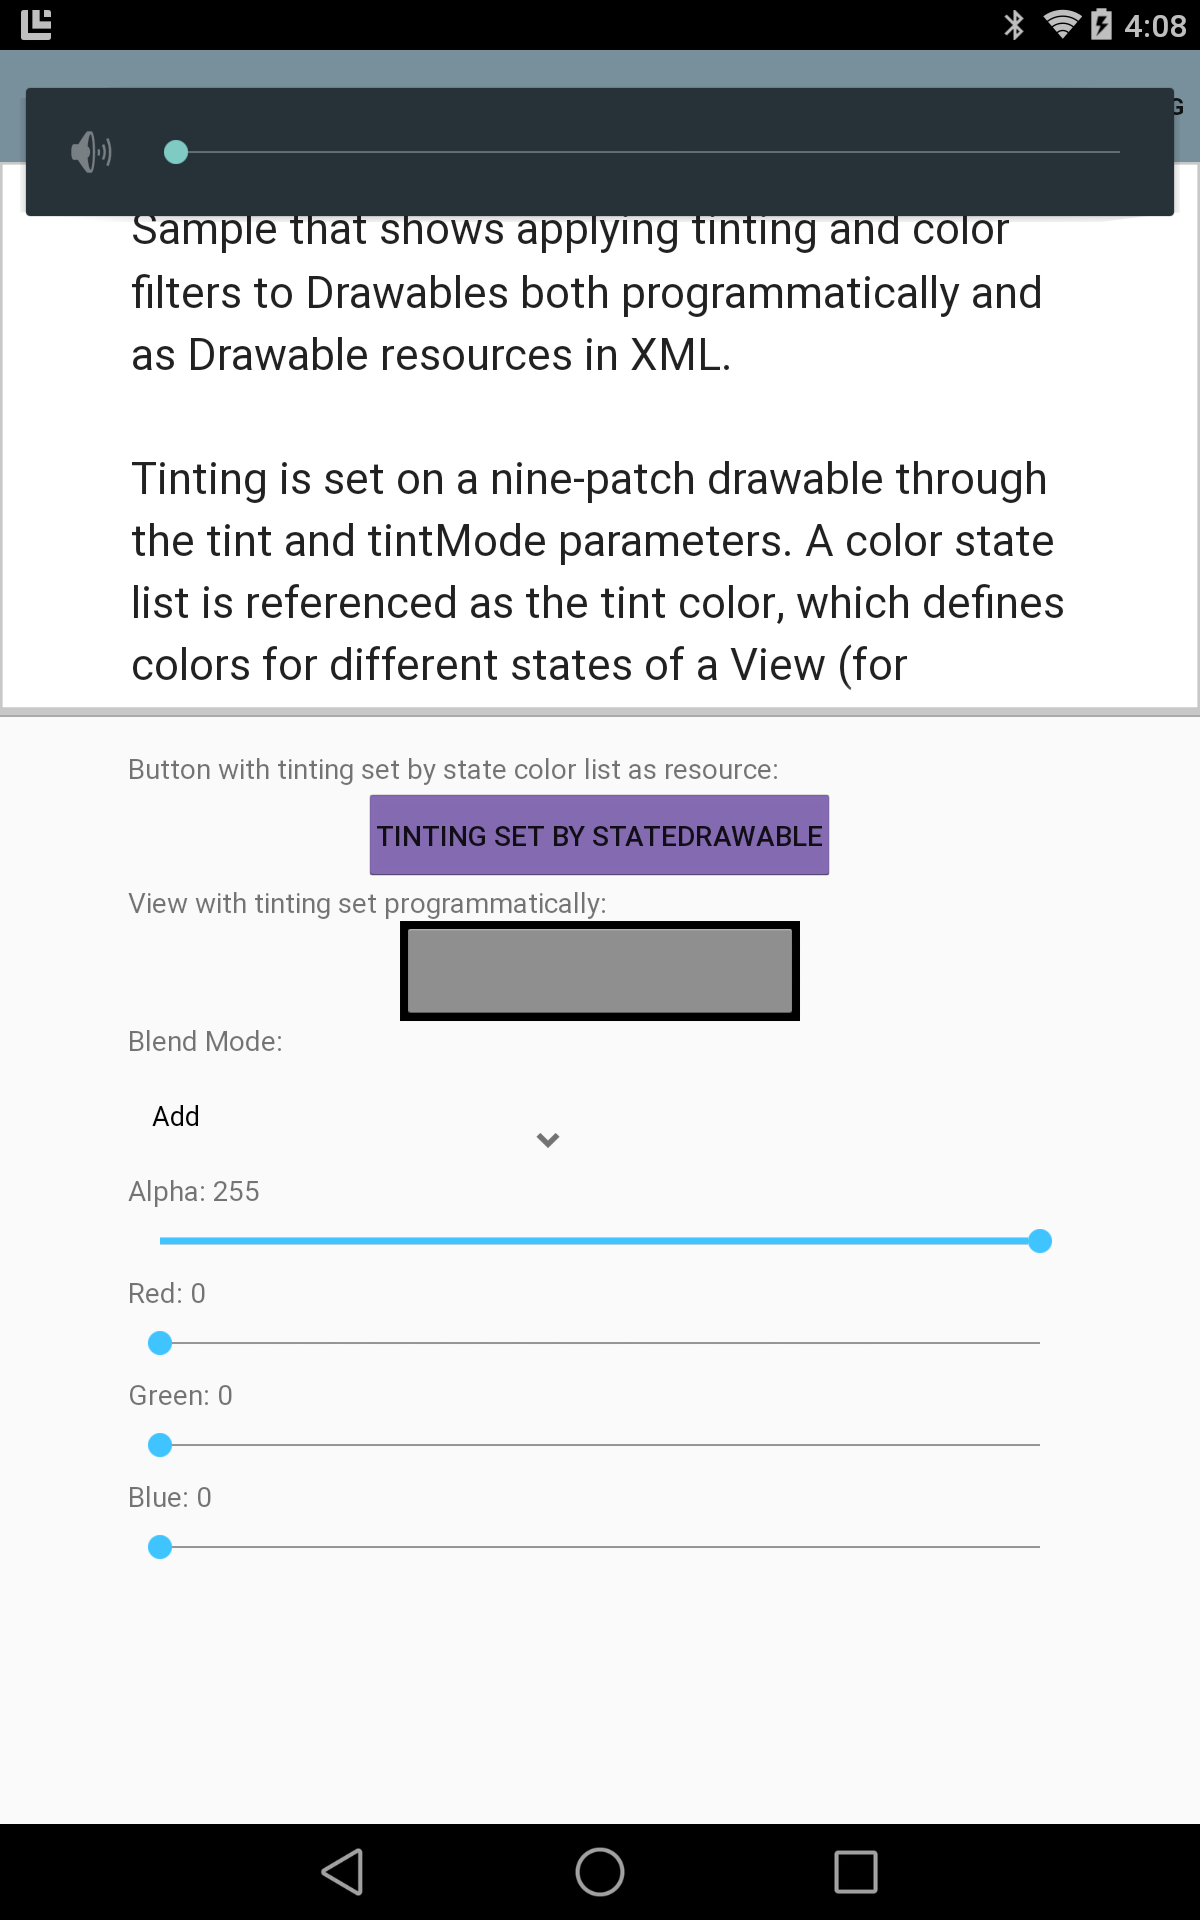 4:08
G
Sample that shows applying tinting and color
filters to Drawables both programmatically and
as Drawable resources in XML.
Tinting is set on a nine-patch drawable through
the tint and tintMode parameters. A color state
list is referenced as the tint color, which defines
colors for different states of a View (for
Button with tinting set by state color list as resource:
TINTING SET BY STATEDRAWABLE
View with tinting set programmatically:
Blend Mode:
Add
Alpha: 255
Red: 0
Green: 0
Blue: 0